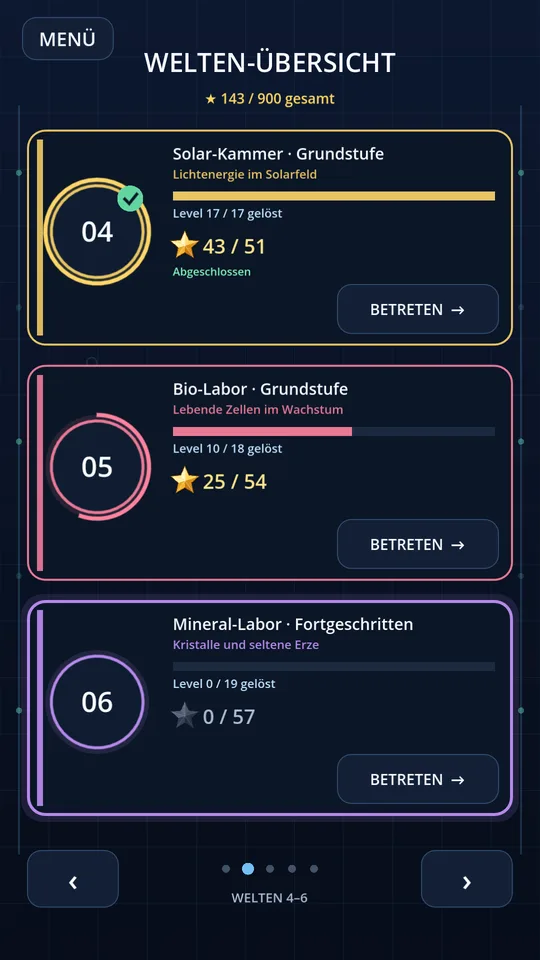 MENÜ
WELTEN-ÜBERSICHT
★ 143 / 900 gesamt
Solar-Kammer · Grundstufe
Lichtenergie im Solarfeld
04
Level 17 / 17 gelöst
43 / 51
Abgeschlossen
BETRETEN →
Bio-Labor · Grundstufe
Lebende Zellen im Wachstum
05
Level 10 / 18 gelöst
25 / 54
BETRETEN →
Mineral-Labor · Fortgeschritten
Kristalle und seltene Erze
06
Level 0 / 19 gelöst
0 / 57
BETRETEN →
‹
›
WELTEN 4–6